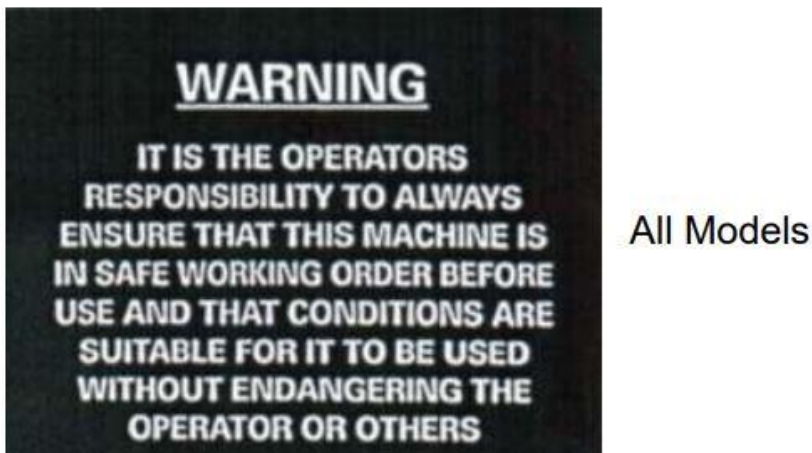 WARNING
IT IS THE OPERATORS
RESPONSIBILITY TO ALWAYS
ENSURE THAT THIS MACHINE IS
IN SAFE WORKING ORDER BEFORE
USE AND THAT CONDITIONS ARE
SUITABLE FOR IT TO BE USED
WITHOUT ENDANGERING THE
OPERATOR OR OTHERS
All Models